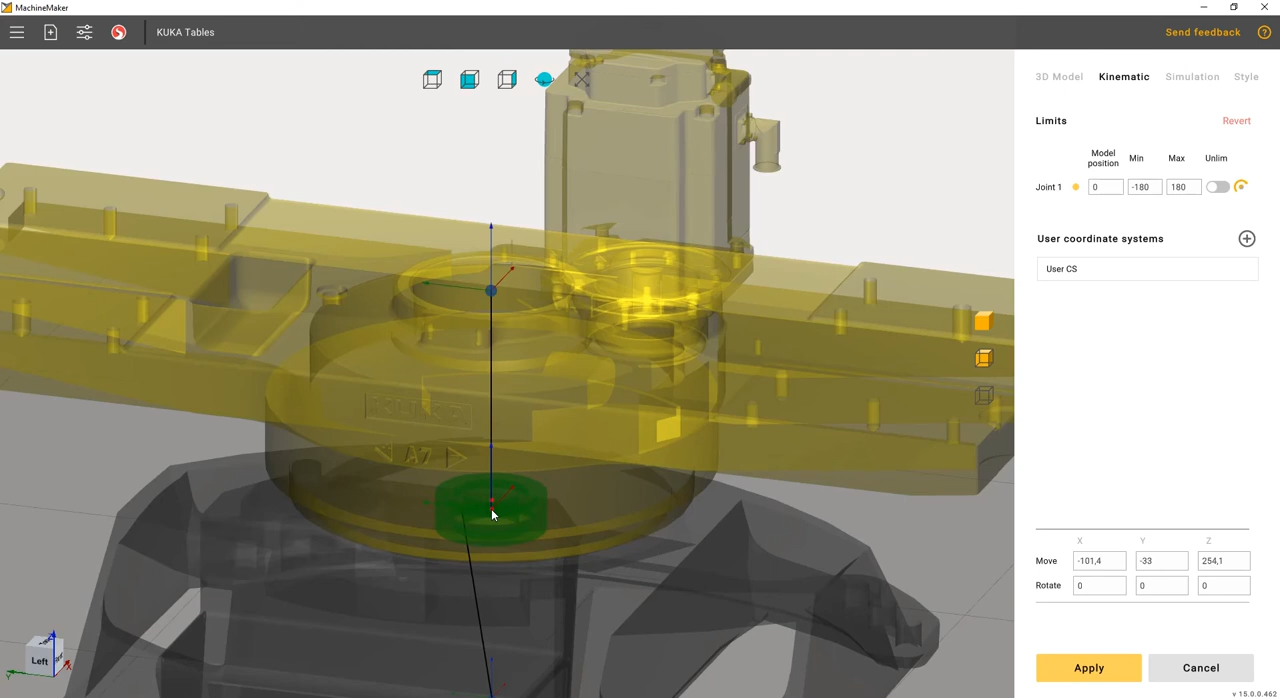 MachineMaker
KUKA Tables
Send feedback
3D Model Kinematic Simulation Style
Limits Revert
Model position Min Max Unlim
Joint 1 0 -180 180
User coordinate systems
User CS
KUKA
A7
X Y Z
Move -101,4 -33 254,1
Rotate 0 0 0
Apply Cancel
Left
Z
X
Y
v 15.0.0.462